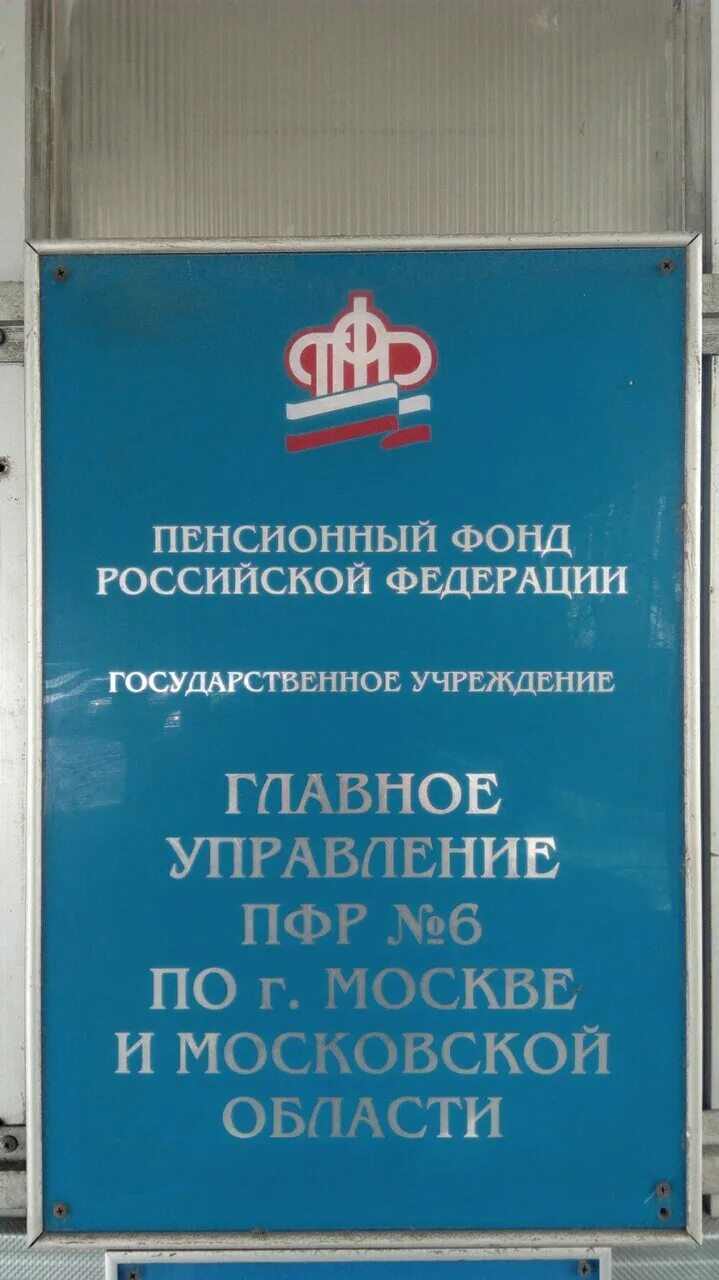 ПЕНСИОННЫЙ ФОНД
РОССИЙСКОЙ ФЕДЕРАЦИИ
ГОСУДАРСТВЕННОЕ УЧРЕЖДЕНИЕ
ГЛАВНОЕ
УПРАВЛЕНИЕ
ПФР №6
ПО г. МОСКВЕ
И МОСКОВСКОЙ
ОБЛАСТИ